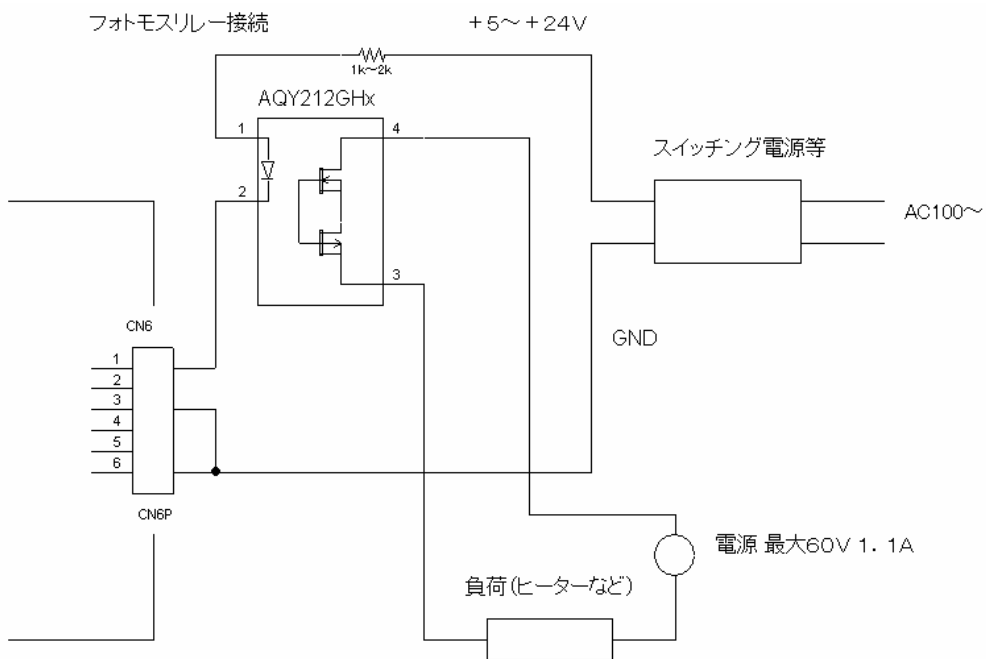 フォトモスリレー接続
+5～+24V
1k～2k
AQY212GHx
1
4
2
3
スイッチング電源等
AC100～
GND
CN6
1
2
3
4
5
6
CN6P
電源 最大60V 1. 1A
負荷(ヒーターなど)